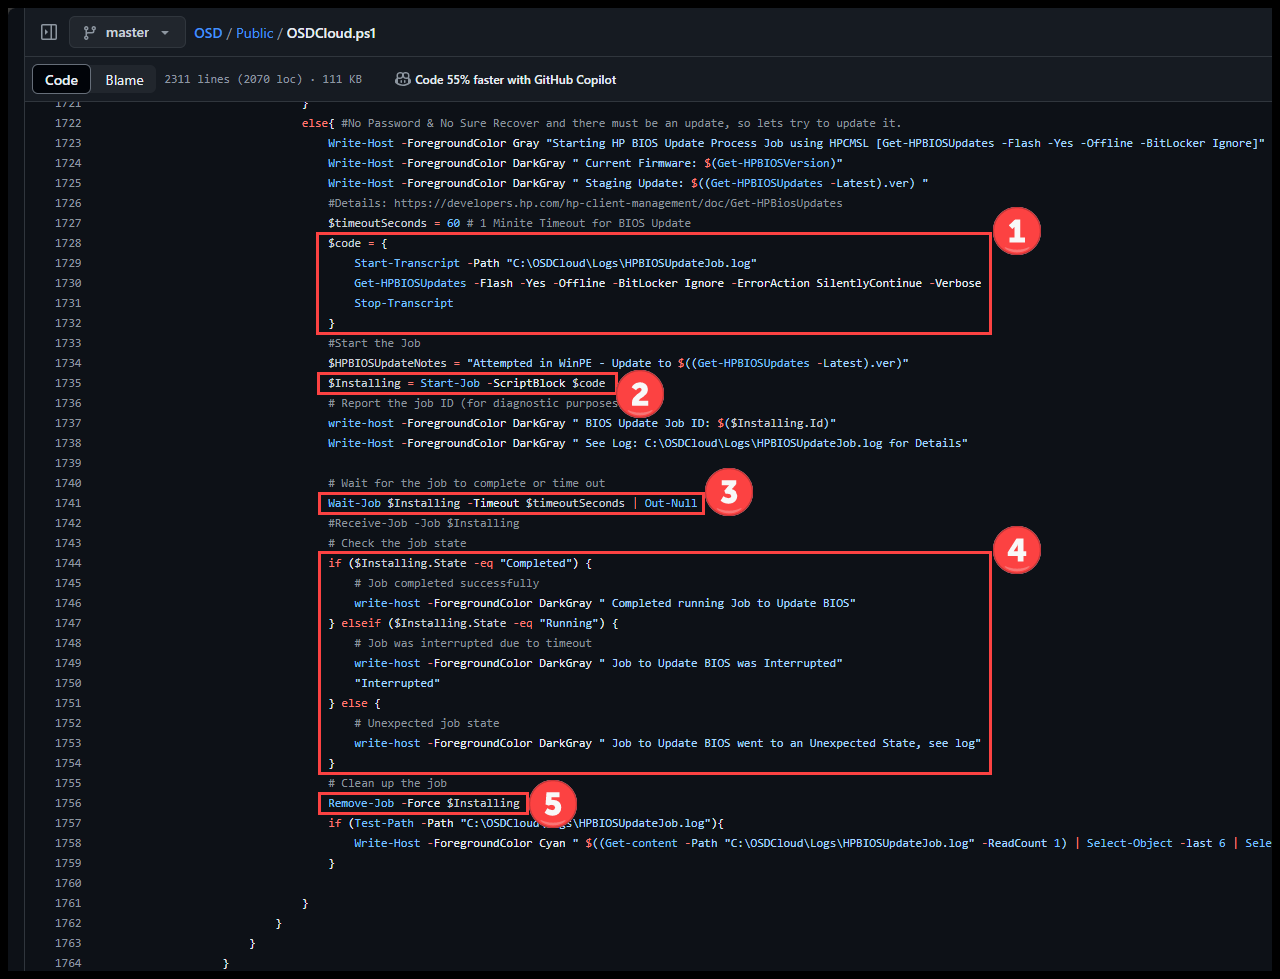 master
OSD / Public / OSDCloud.ps1
Code Blame 2311 lines (2070 loc) · 111 KB Code 55% faster with GitHub Copilot
1721 }
1722 else{ #No Password & No Sure Recover and there must be an update, so lets try to update it.
1723 Write-Host -ForegroundColor Gray "Starting HP BIOS Update Process Job using HPCMSL [Get-HPBIOSUpdates -Flash -Yes -Offline -BitLocker Ignore]"
1724 Write-Host -ForegroundColor DarkGray " Current Firmware: $(Get-HPBIOSVersion)"
1725 Write-Host -ForegroundColor DarkGray " Staging Update: $((Get-HPBIOSUpdates -Latest).ver) "
1726 #Details: https://developers.hp.com/hp-client-management/doc/Get-HPBiosUpdates
1727 $timeoutSeconds = 60 # 1 Minite Timeout for BIOS Update
1728 $code = {
1
1729 Start-Transcript -Path "C:\OSDCloud\Logs\HPBIOSUpdateJob.log"
1730 Get-HPBIOSUpdates -Flash -Yes -Offline -BitLocker Ignore -ErrorAction SilentlyContinue -Verbose
1731 Stop-Transcript
1732 }
1733 #Start the Job
1734 $HPBIOSUpdateNotes = "Attempted in WinPE - Update to $((Get-HPBIOSUpdates -Latest).ver)"
1735 $Installing = Start-Job -ScriptBlock $code
2
1736 # Report the job ID (for diagnostic purposes
1737 write-host -ForegroundColor DarkGray " BIOS Update Job ID: $($Installing.Id)"
1738 Write-Host -ForegroundColor DarkGray " See Log: C:\OSDCloud\Logs\HPBIOSUpdateJob.log for Details"
1739
1740 # Wait for the job to complete or time out
1741 Wait-Job $Installing -Timeout $timeoutSeconds | Out-Null
3
1742 #Receive-Job -Job $Installing
1743 # Check the job state
1744 if ($Installing.State -eq "Completed") {
4
1745 # Job completed successfully
1746 write-host -ForegroundColor DarkGray " Completed running Job to Update BIOS"
1747 } elseif ($Installing.State -eq "Running") {
1748 # Job was interrupted due to timeout
1749 write-host -ForegroundColor DarkGray " Job to Update BIOS was Interrupted"
1750 "Interrupted"
1751 } else {
1752 # Unexpected job state
1753 write-host -ForegroundColor DarkGray " Job to Update BIOS went to an Unexpected State, see log"
1754 }
1755 # Clean up the job
1756 Remove-Job -Force $Installing
5
1757 if (Test-Path -Path "C:\OSDCloud\Logs\HPBIOSUpdateJob.log"){
1758 Write-Host -ForegroundColor Cyan " $((Get-content -Path "C:\OSDCloud\Logs\HPBIOSUpdateJob.log" -ReadCount 1) | Select-Object -last 6 | Sele
1759 }
1760
1761 }
1762 }
1763 }
1764 }